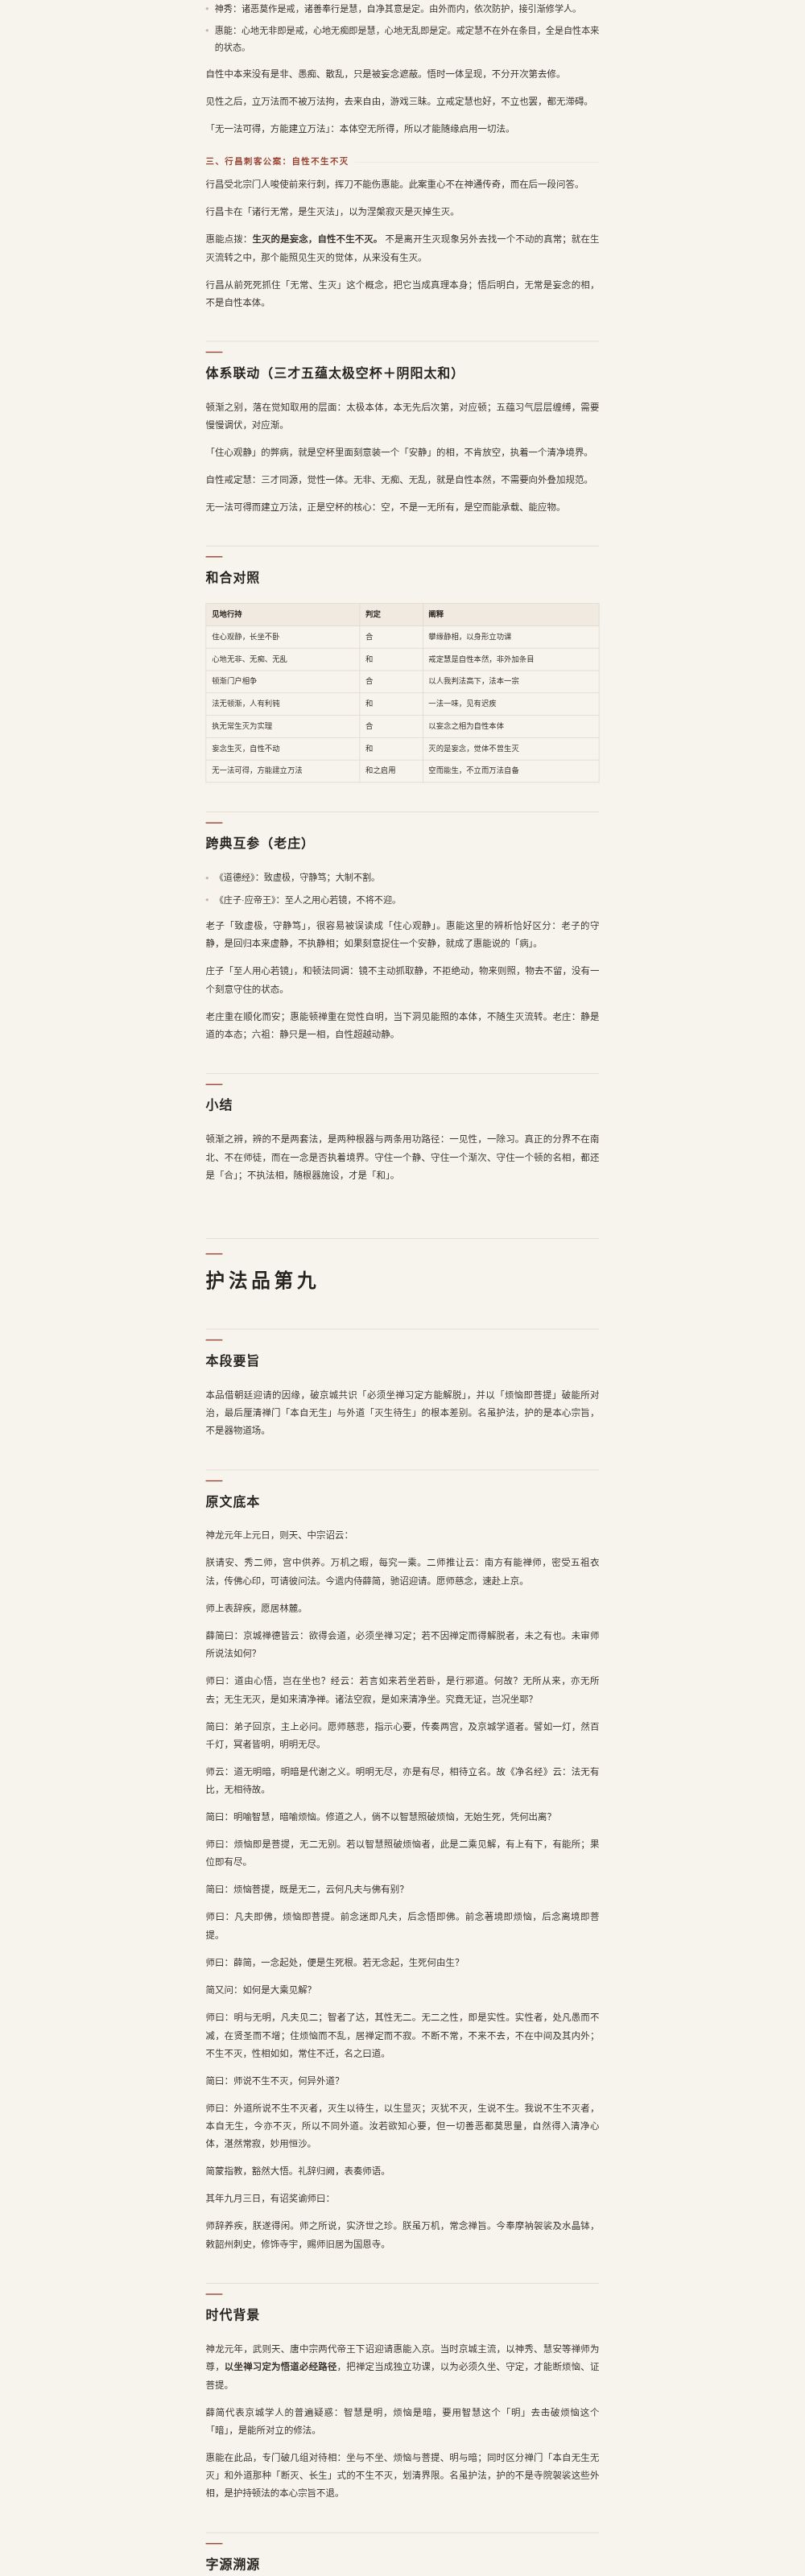 神秀：诸恶莫作是戒，诸善奉行是慧，自净其意是定。由外而内，依次防护，接引渐修学人。
惠能：心地无非即是戒，心地无痴即是慧，心地无乱即是定。戒定慧不在外在条目，全是自性本来
的状态。
自性中本来没有是非、愚痴、散乱，只是被妄念遮蔽。悟时一体呈现，不分开次第去修。
见性之后，立万法而不被万法拘，去来自由，游戏三昧。立戒定慧也好，不立也罢，都无滞碍。
「无一法可得，方能建立万法」：本体空无所得，所以才能随缘启用一切法。
三、行昌刺客公案：自性不生不灭
行昌受北宗门人唆使前来行刺，挥刀不能伤惠能。此案重心不在神通传奇，而在后一段问答。
行昌卡在「诸行无常，是生灭法」，以为涅槃寂灭是灭掉生灭。
惠能点拨：生灭的是妄念，自性不生不灭。 不是离开生灭现象另外去找一个不动的真常；就在生
灭流转之中，那个能照见生灭的觉体，从来没有生灭。
行昌从前死死抓住「无常、生灭」这个概念，把它当成真理本身；悟后明白，无常是妄念的相，
不是自性本体。
体系联动（三才五蕴太极空杯＋阴阳太和）
顿渐之别，落在觉知取用的层面：太极本体，本无先后次第，对应顿；五蕴习气层层缠缚，需要
慢慢调伏，对应渐。
「住心观静」的弊病，就是空杯里面刻意装一个「安静」的相，不肯放空，执着一个清净境界。
自性戒定慧：三才同源，觉性一体。无非、无痴、无乱，就是自性本然，不需要向外叠加规范。
无一法可得而建立万法，正是空杯的核心：空，不是一无所有，是空而能承载、能应物。
和合对照
见地行持 判定 阐释
住心观静，长坐不卧 合 攀缘静相，以身形立功课
心地无非、无痴、无乱 和 戒定慧是自性本然，非外加条目
顿渐门户相争 合 以人我判法高下，法本一宗
法无顿渐，人有利钝 和 一法一味，见有迟疾
执无常生灭为实理 合 以妄念之相为自性本体
妄念生灭，自性不动 和 灭的是妄念，觉体不曾生灭
无一法可得，方能建立万法 和之启用 空而能生，不立而万法自备
跨典互参（老庄）
《道德经》：致虚极，守静笃；大制不割。
《庄子·应帝王》：至人之用心若镜，不将不迎。
老子「致虚极，守静笃」，很容易被误读成「住心观静」。惠能这里的辨析恰好区分：老子的守
静，是回归本来虚静，不执静相；如果刻意捉住一个安静，就成了惠能说的「病」。
庄子「至人用心若镜」，和顿法同调：镜不主动抓取静，不拒绝动，物来则照，物去不留，没有一
个刻意守住的状态。
老庄重在顺化而安；惠能顿禅重在觉性自明，当下洞见能照的本体，不随生灭流转。老庄：静是
道的本态；六祖：静只是一相，自性超越动静。
小结
顿渐之辨，辨的不是两套法，是两种根器与两条用功路径：一见性，一除习。真正的分界不在南
北、不在师徒，而在一念是否执着境界。守住一个静、守住一个渐次、守住一个顿的名相，都还
是「合」；不执法相，随根器施设，才是「和」。
护法品第九
本段要旨
本品借朝廷迎请的因缘，破京城共识「必须坐禅习定方能解脱」，并以「烦恼即菩提」破能所对
治，最后厘清禅门「本自无生」与外道「灭生待生」的根本差别。名虽护法，护的是本心宗旨，
不是器物道场。
原文底本
神龙元年上元日，则天、中宗诏云：
朕请安、秀二师，宫中供养。万机之暇，每究一乘。二师推让云：南方有能禅师，密受五祖衣
法，传佛心印，可请彼问法。今遣内侍薛简，驰诏迎请。愿师慈念，速赴上京。
师上表辞疾，愿居林麓。
薛简曰：京城禅德皆云：欲得会道，必须坐禅习定；若不因禅定而得解脱者，未之有也。未审师
所说法如何？
师曰：道由心悟，岂在坐也？经云：若言如来若坐若卧，是行邪道。何故？无所从来，亦无所
去；无生无灭，是如来清净禅。诸法空寂，是如来清净坐。究竟无证，岂况坐耶？
简曰：弟子回京，主上必问。愿师慈悲，指示心要，传奏两宫，及京城学道者。譬如一灯，然百
千灯，冥者皆明，明明无尽。
师云：道无明暗，明暗是代谢之义。明明无尽，亦是有尽，相待立名。故《净名经》云：法无有
比，无相待故。
简曰：明喻智慧，暗喻烦恼。修道之人，倘不以智慧照破烦恼，无始生死，凭何出离？
师曰：烦恼即是菩提，无二无别。若以智慧照破烦恼者，此是二乘见解，有上有下，有能所；果
位即有尽。
简曰：烦恼菩提，既是无二，云何凡夫与佛有别？
师曰：凡夫即佛，烦恼即菩提。前念迷即凡夫，后念悟即佛。前念著境即烦恼，后念离境即菩
提。
师曰：薛简，一念起处，便是生死根。若无念起，生死何由生？
简又问：如何是大乘见解？
师曰：明与无明，凡夫见二；智者了达，其性无二。无二之性，即是实性。实性者，处凡愚而不
减，在贤圣而不增；住烦恼而不乱，居禅定而不寂。不断不常，不来不去，不在中间及其内外；
不生不灭，性相如如，常住不迁，名之曰道。
简曰：师说不生不灭，何异外道？
师曰：外道所说不生不灭者，灭生以待生，以生显灭；灭犹不灭，生说不生。我说不生不灭者，
本自无生，今亦不灭，所以不同外道。汝若欲知心要，但一切善恶都莫思量，自然得入清净心
体，湛然常寂，妙用恒沙。
简蒙指教，豁然大悟。礼辞归阙，表奏师语。
其年九月三日，有诏奖谕师曰：
师辞养疾，朕遂得闲。师之所说，实济世之珍。朕虽万机，常念禅旨。今奉摩衲袈裟及水晶钵，
敕韶州刺史，修饰寺宇，赐师旧居为国恩寺。
时代背景
神龙元年，武则天、唐中宗两代帝王下诏迎请惠能入京。当时京城主流，以神秀、慧安等禅师为
尊，以坐禅习定为悟道必经路径，把禅定当成独立功课，以为必须久坐、守定，才能断烦恼、证
菩提。
薛简代表京城学人的普遍疑惑：智慧是明，烦恼是暗，要用智慧这个「明」去击破烦恼这个
「暗」，是能所对立的修法。
惠能在此品，专门破几组对待相：坐与不坐、烦恼与菩提、明与暗；同时区分禅门「本自无生无
灭」和外道那种「断灭、长生」式的不生不灭，划清界限。名虽护法，护的不是寺院袈裟这些外
相，是护持顿法的本心宗旨不退。
字源溯源